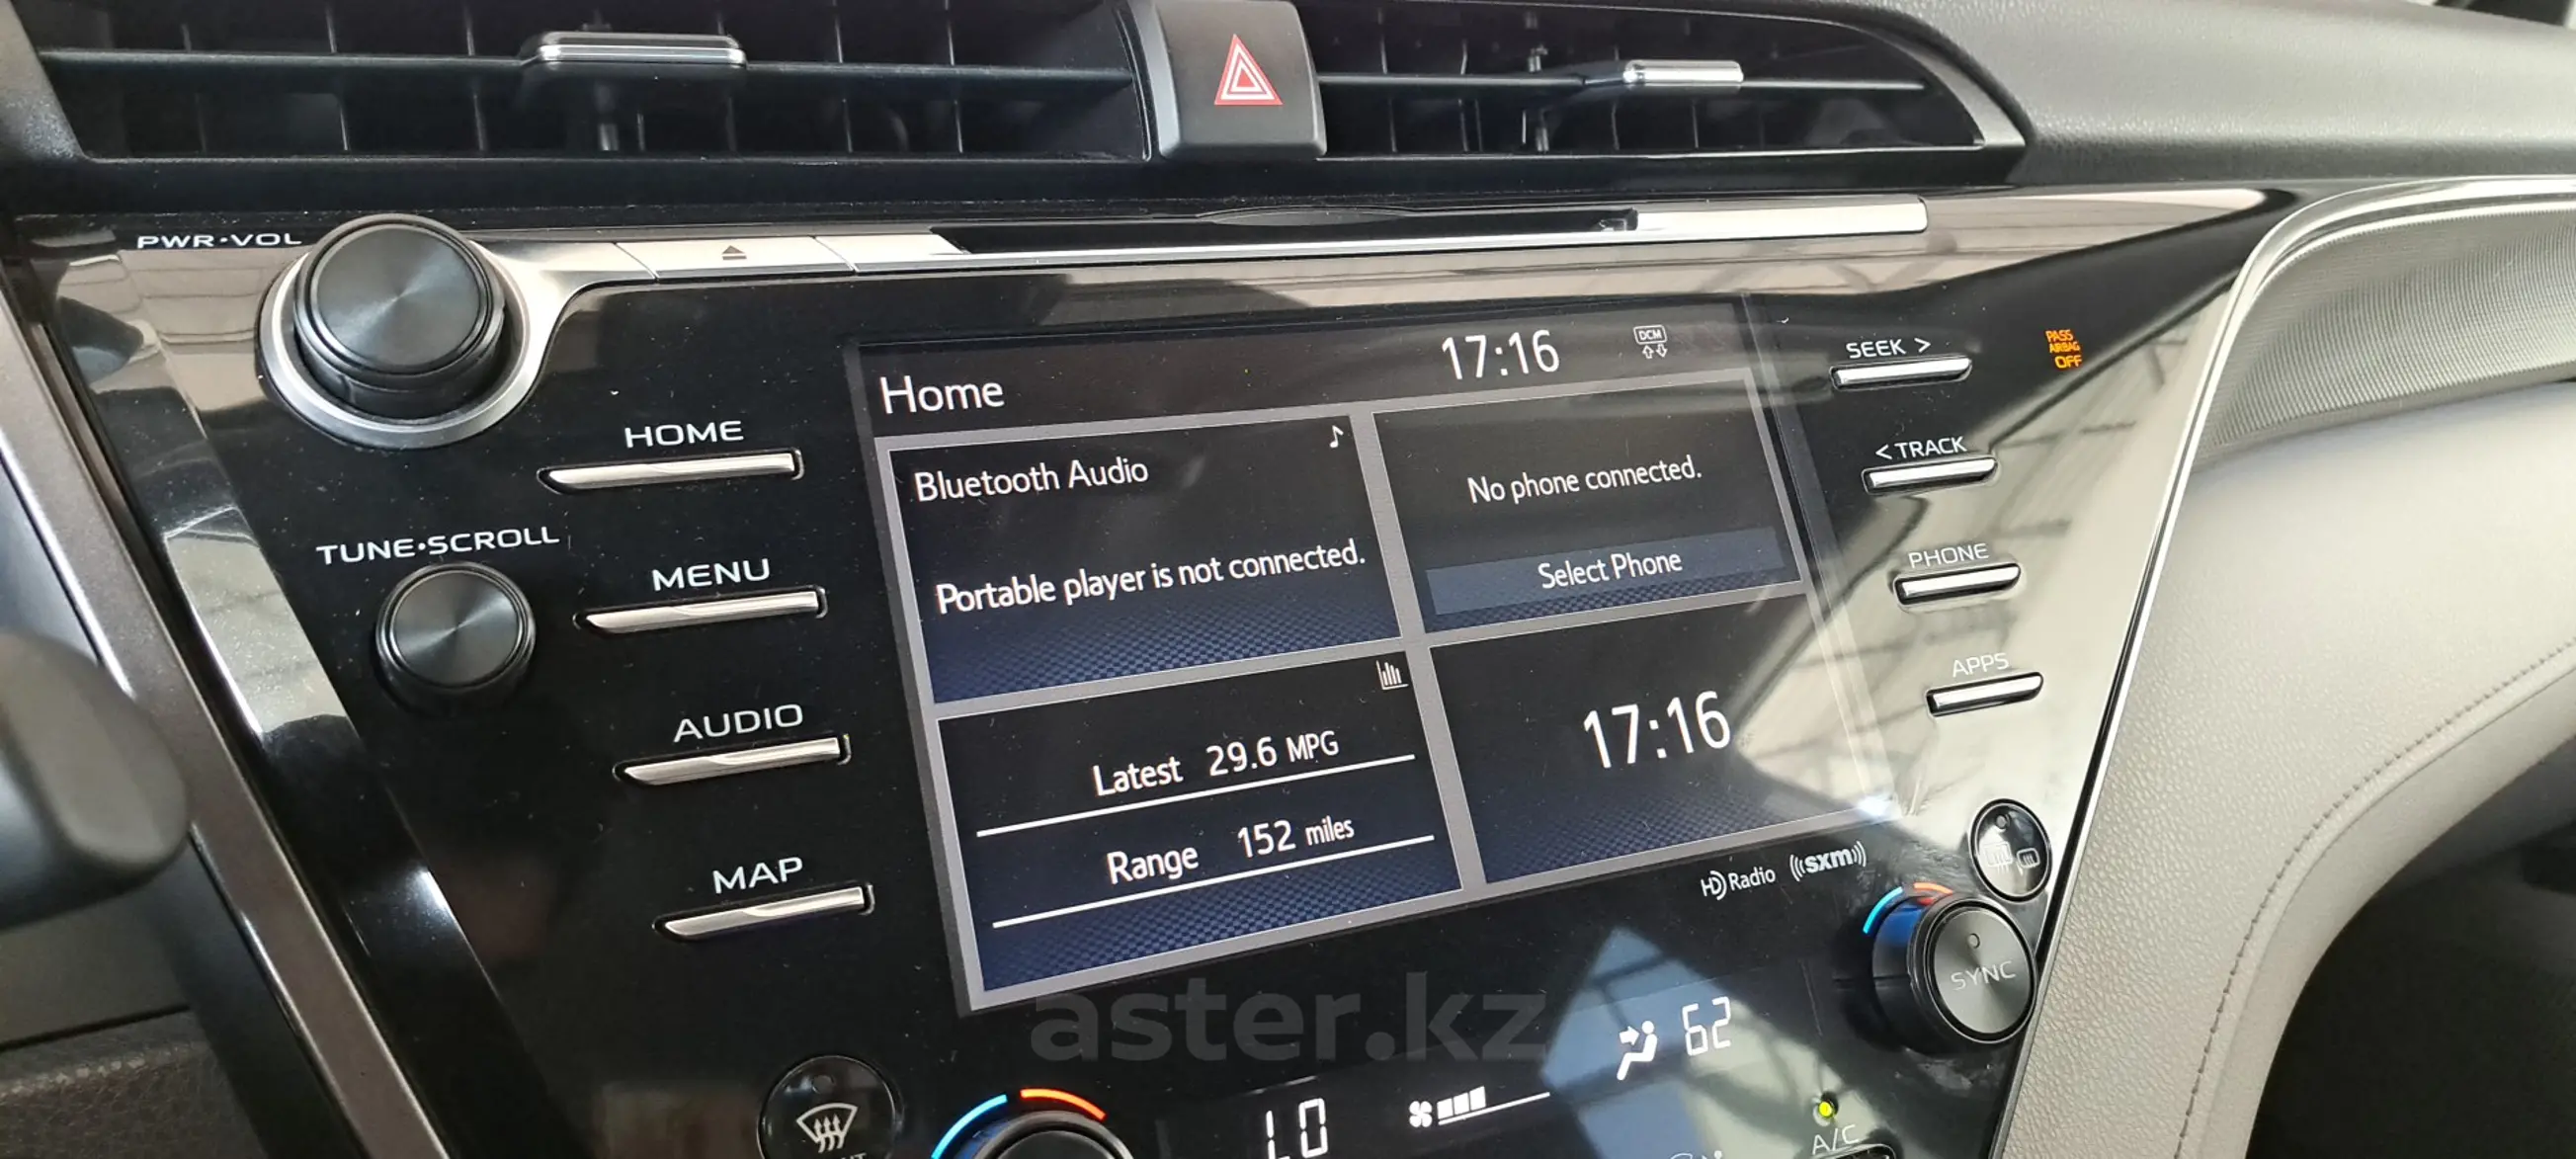 PWR•VOL
HOME
TUNE•SCROLL
MENU
AUDIO
MAP
Home
17:16
DCM
Bluetooth Audio
Portable player is not connected.
No phone connected.
Select Phone
Latest 29.6 MPG
Range 152 miles
17:16
SEEK >
< TRACK
PHONE
APPS
PASS
AIRBAG
OFF
HD Radio
((sxm))
SYNC
62
LO
A/C
aster.kz